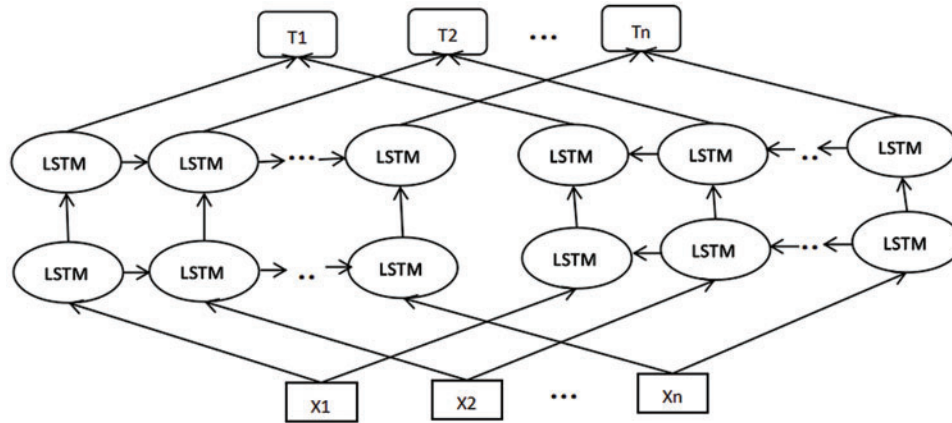 T1 T2 ... Tn
LSTM LSTM ... LSTM LSTM LSTM .. LSTM
LSTM LSTM .. LSTM LSTM LSTM .. LSTM
X1 X2 ... Xn